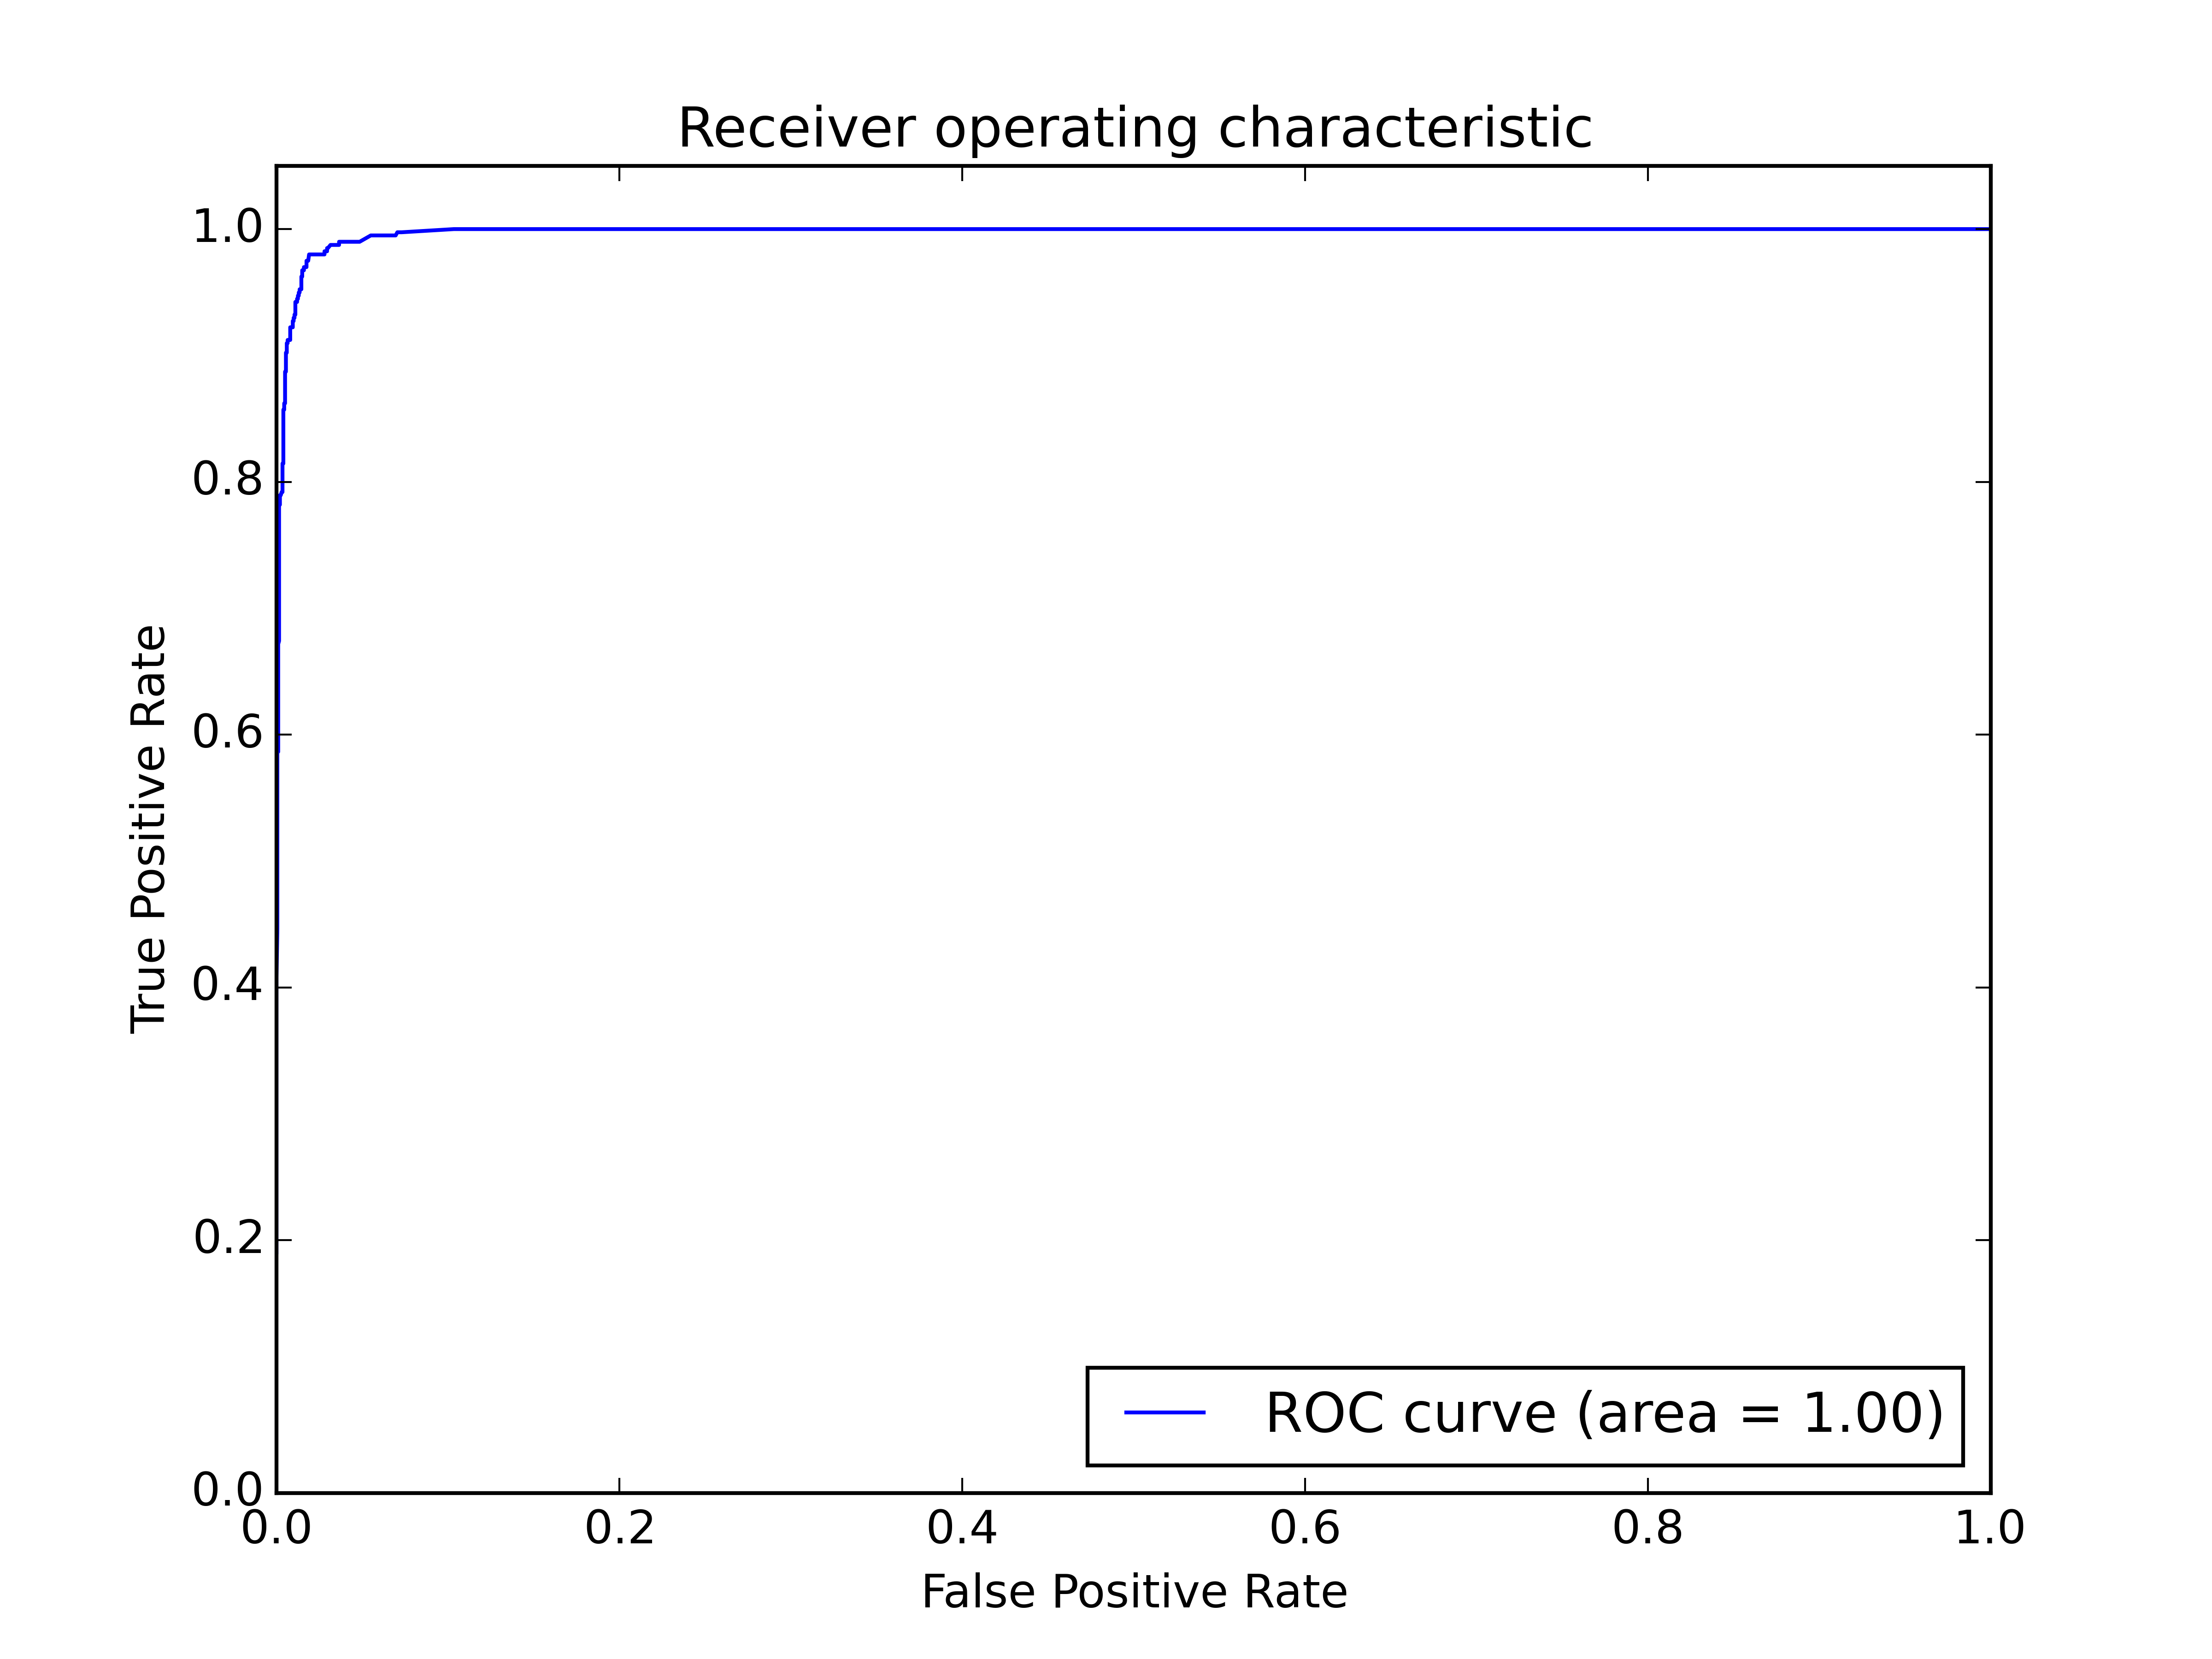 Receiver operating characteristic
1.0
0.8
0.6
0.4
0.2
0.0
True Positive Rate
ROC curve (area = 1.00)
0.0 0.2 0.4 0.6 0.8 1.0
False Positive Rate